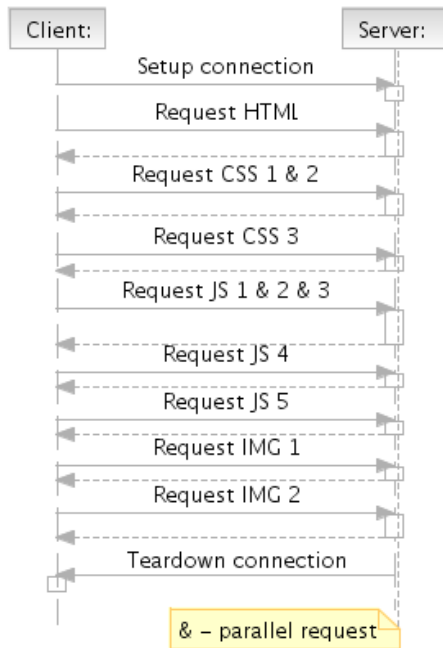 Client:
Server:
Setup connection
Request HTML
Request CSS 1 & 2
Request CSS 3
Request JS 1 & 2 & 3
Request JS 4
Request JS 5
Request IMG 1
Request IMG 2
Teardown connection
& – parallel request